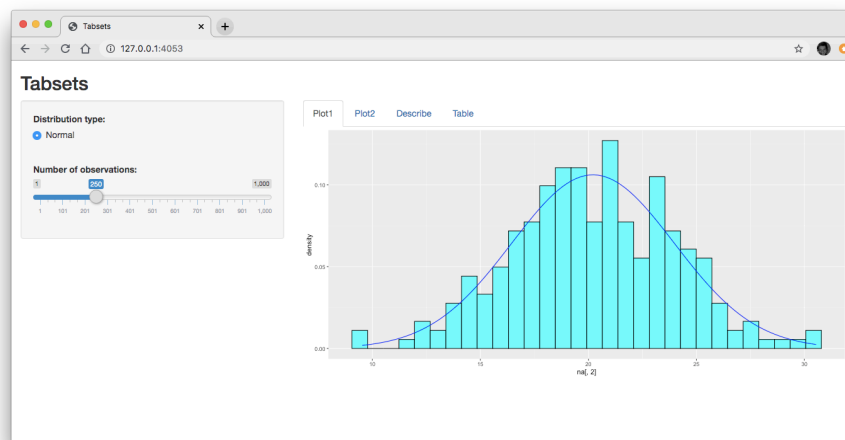 Tabsets
127.0.0.1:4053
Tabsets
Distribution type:
Normal
Number of observations:
1 250 1,000
1 101 201 301 401 501 601 701 801 901 1,000
Plot1 Plot2 Describe Table
density
0.10
0.05
0.00
10 15 20 25 30
na[, 2]